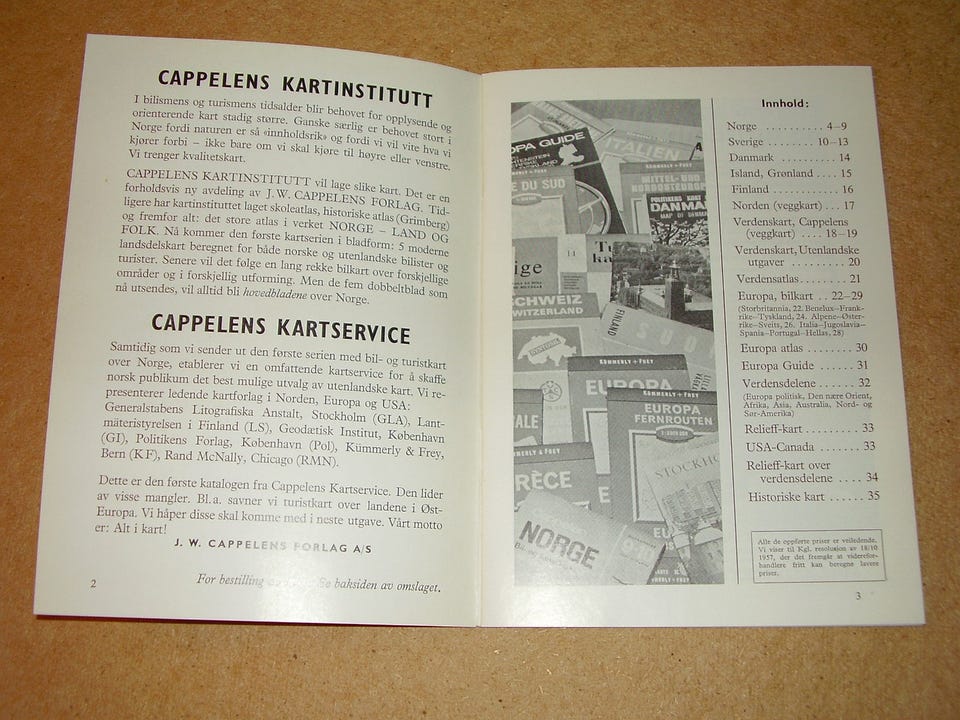 CAPPELENS KARTINSTITUTT
I bilismens og turismens tidsalder blir behovet for opplysende og
orienterende kart stadig større. Ganske særlig er behovet stort i
Norge fordi naturen er så «innholdsrik» og fordi vi vil vite hva vi
kjører forbi – ikke bare om vi skal kjøre til høyre eller venstre.
Vi trenger kvalitetskart.
CAPPELENS KARTINSTITUTT vil lage slike kart. Det er en
forholdsvis ny avdeling av J. W. CAPPELENS FORLAG. Tid-
ligere har kartinstituttet laget skoleatlas, historiske atlas (Grimberg)
og fremfor alt: det store atlas i verket NORGE – LAND OG
FOLK. Nå kommer den første kartserien i bladform: 5 moderne
landsdelskart beregnet for både norske og utenlandske bilister og
turister. Senere vil det følge en lang rekke bilkart over forskjellige
områder og i forskjellig utforming. Men de fem dobbeltblad som
nå utsendes, vil alltid bli hovedbladene over Norge.
CAPPELENS KARTSERVICE
Samtidig som vi sender ut den første serien med bil- og turistkart
over Norge, etablerer vi en omfattende kartservice for å skaffe
norsk publikum det best mulige utvalg av utenlandske kart. Vi re-
presenterer ledende kartforlag i Norden, Europa og USA:
Generalstabens Litografiska Anstalt, Stockholm (GLA), Lant-
mäteristyrelsen i Finland (LS), Geodætisk Institut, København
(GI), Politikens Forlag, København (Pol), Kümmerly & Frey,
Bern (KF), Rand McNally, Chicago (RMN).
Dette er den første katalogen fra Cappelens Kartservice. Den lider
av visse mangler. Bl. a. savner vi turistkart over landene i Øst-
Europa. Vi håper disse skal komme med i neste utgave. Vårt motto
er: Alt i kart!
J. W. CAPPELENS FORLAG A/S
For bestilling se baksiden av omslaget.
2
OPA GUIDE
ITALIEN
KÜMMERLY + FREY
E DU SUD
MITTEL- UND
NORDOSTEUROPA
POLITIKENS KORT
DANMARK
MAP OF DENMARK
ige
11
SCHWEIZ
SWITZERLAND
FINLAND
SUOMI
KÜMMERLY + FREY
EUROPA
KÜMMERLY + FREY
EUROPA
FERNROUTEN
ALE
RÈCE
STOCKHO
NORGE
KÜMMERLY + FREY
Innhold:
Norge .......... 4–9
Sverige ........ 10–13
Danmark .......... 14
Island, Grønland .... 15
Finland .......... 16
Norden (veggkart) ... 17
Verdenskart, Cappelens
(veggkart) .... 18–19
Verdenskart, Utenlandske
utgaver ......... 20
Verdensatlas ........ 21
Europa, bilkart .. 22–29
(Storbritannia, 22. Benelux–Frank-
rike–Tyskland, 24. Alpene–Øster-
rike–Sveits, 26. Italia–Jugoslavia–
Spania–Portugal–Hellas, 28)
Europa atlas ........ 30
Europa Guide ...... 31
Verdensdelene ...... 32
(Europa politisk, Den nære Orient,
Afrika, Asia, Australia, Nord- og
Sør-Amerika)
Relieff-kart ........ 33
USA-Canada ....... 33
Relieff-kart over
verdensdelene .... 34
Historiske kart ...... 35
Alle de oppførte priser er veiledende.
Vi viser til Kgl. resolusjon av 18/10
1957, der det fremgår at viderefor-
handlere fritt kan beregne lavere
priser.
3